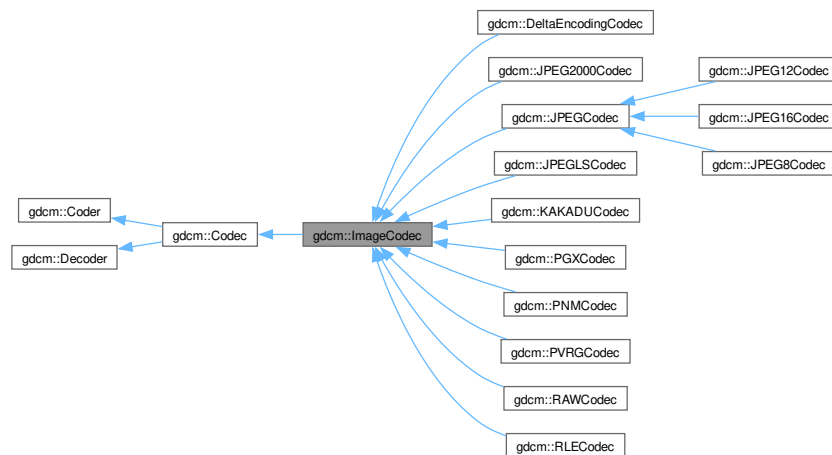 gdcm::DeltaEncodingCodec
gdcm::JPEG2000Codec
gdcm::JPEG12Codec
gdcm::JPEGCodec
gdcm::JPEG16Codec
gdcm::JPEGLSCodec
gdcm::JPEG8Codec
gdcm::Coder
gdcm::KAKADUCodec
gdcm::Codec
gdcm::ImageCodec
gdcm::Decoder
gdcm::PGXCodec
gdcm::PNMCodec
gdcm::PVRGCodec
gdcm::RAWCodec
gdcm::RLECodec